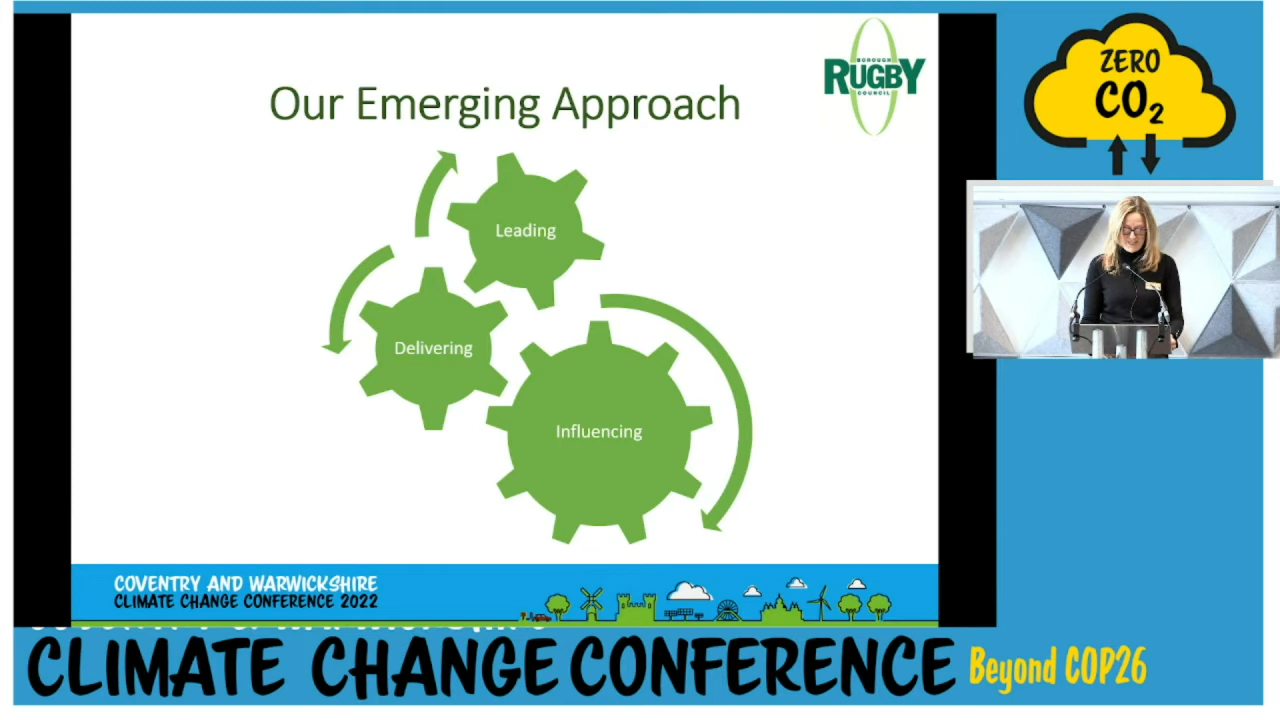 Our Emerging Approach
BOROUGH
RUGBY
COUNCIL
ZERO
CO₂
Leading
Delivering
Influencing
COVENTRY AND WARWICKSHIRE
CLIMATE CHANGE CONFERENCE 2022
CLIMATE CHANGE CONFERENCE Beyond COP26